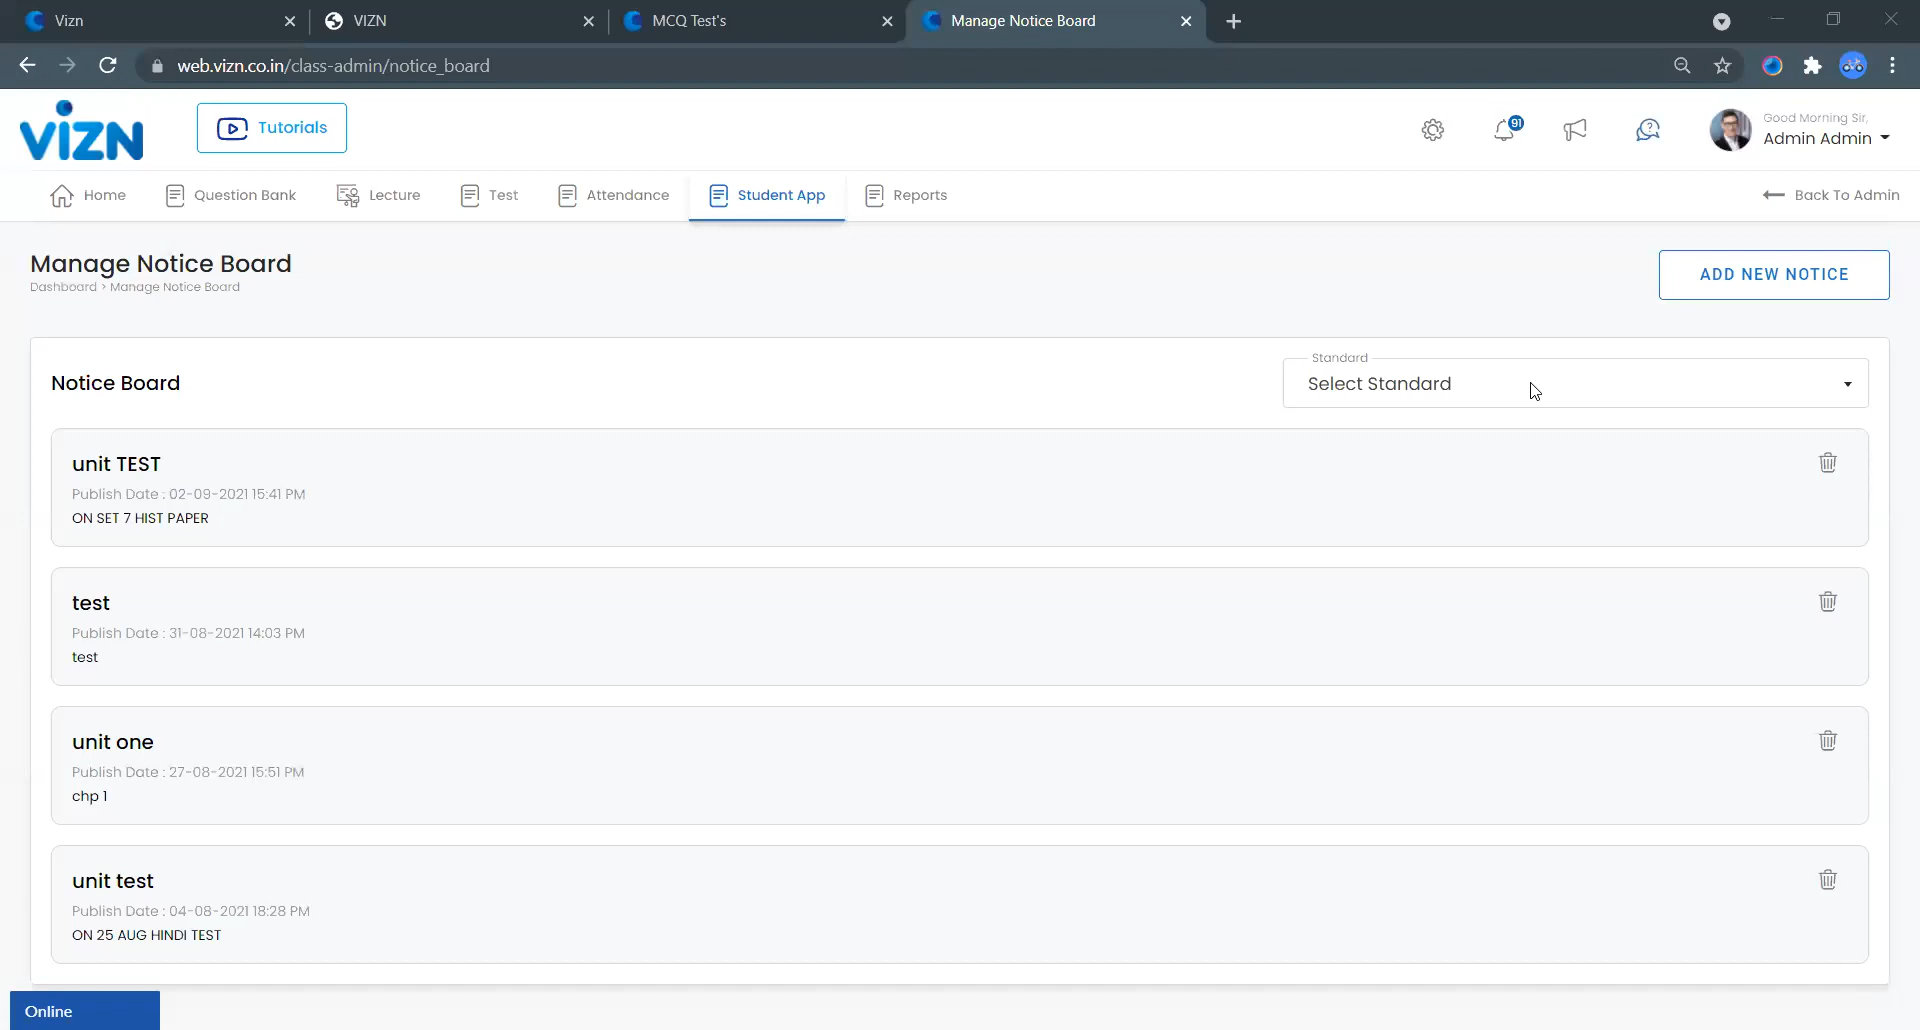 Vizn
VIZN
MCQ Test's
Manage Notice Board
web.vizn.co.in/class-admin/notice_board
VIZN
Tutorials
91
Good Morning Sir,
Admin Admin
Home
Question Bank
Lecture
Test
Attendance
Student App
Reports
Back To Admin
Manage Notice Board
Dashboard > Manage Notice Board
ADD NEW NOTICE
Notice Board
Standard
Select Standard
unit TEST
Publish Date : 02-09-2021 15:41 PM
ON SET 7 HIST PAPER
test
Publish Date : 31-08-2021 14:03 PM
test
unit one
Publish Date : 27-08-2021 15:51 PM
chp 1
unit test
Publish Date : 04-08-2021 18:28 PM
ON 25 AUG HINDI TEST
Online